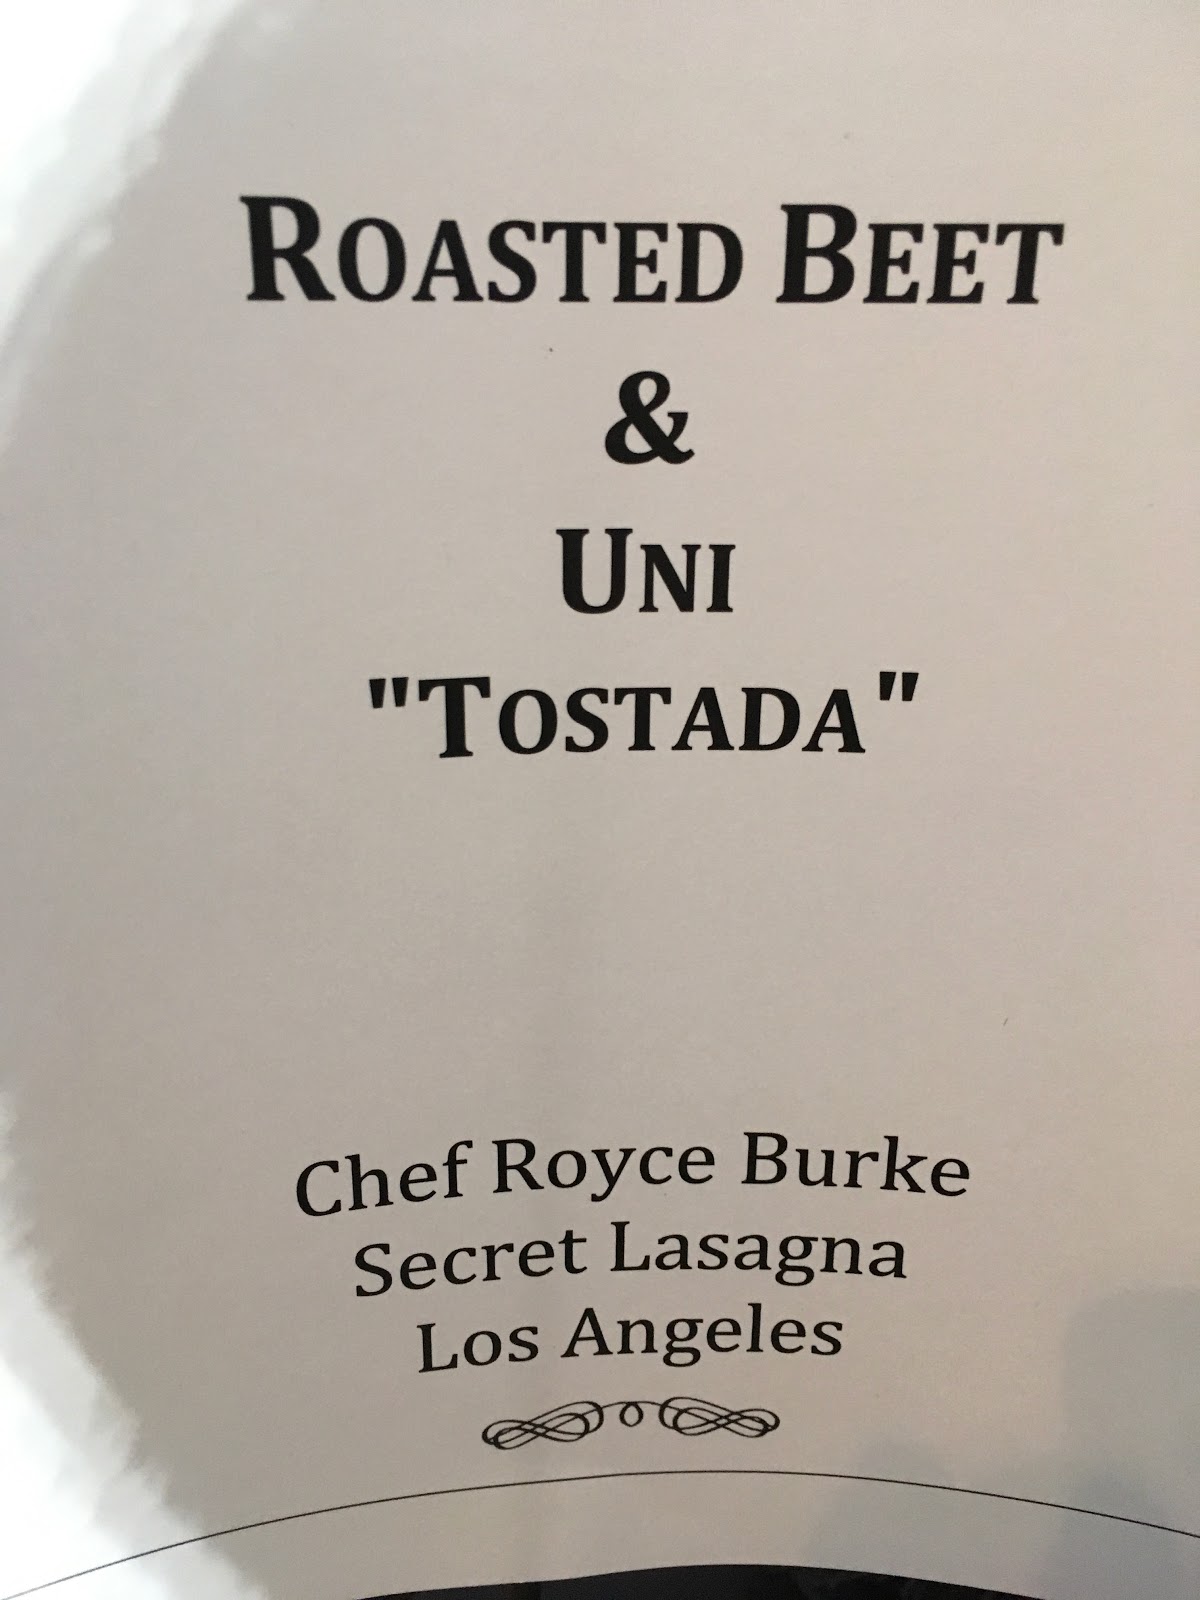 ROASTED BEET
&
UNI
"TOSTADA"
Chef Royce Burke
Secret Lasagna
Los Angeles